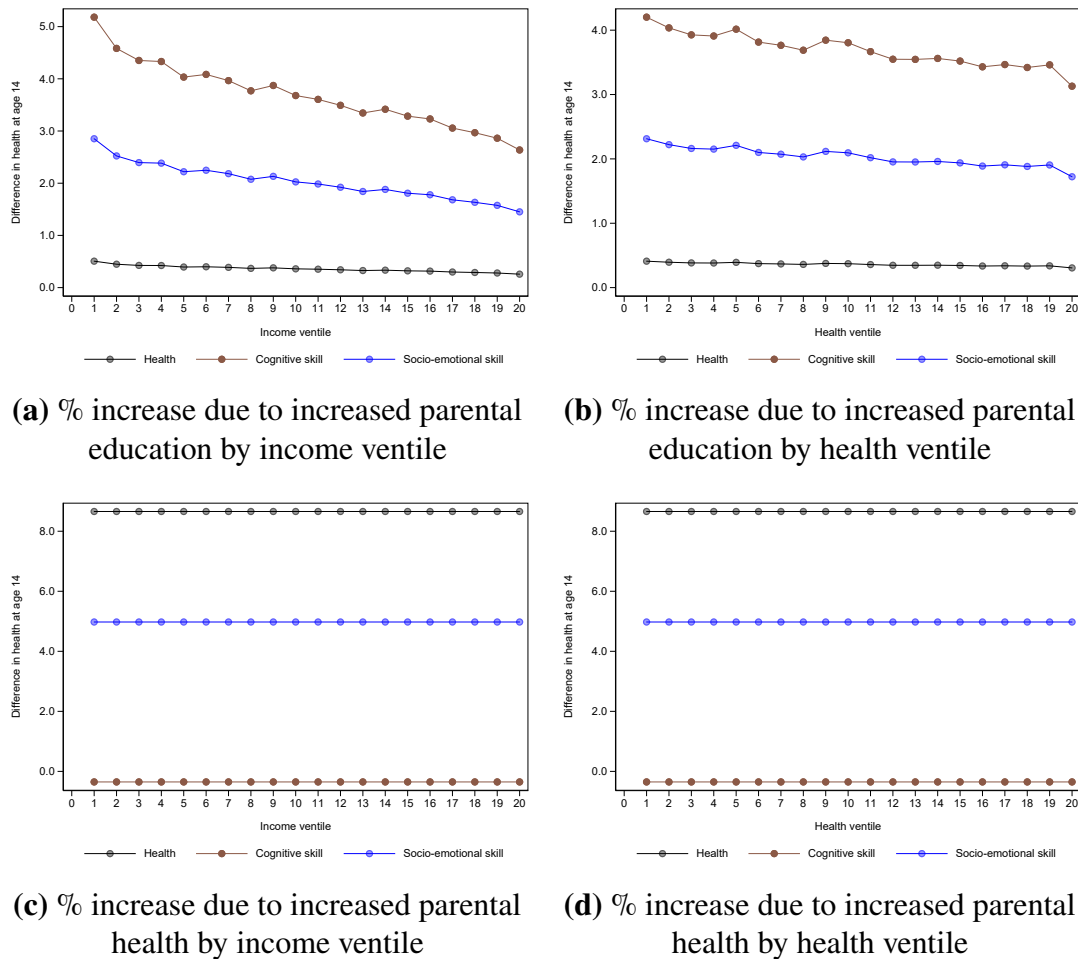 Difference in health at age 14
5.0
4.0
3.0
2.0
1.0
0.0
0 1 2 3 4 5 6 7 8 9 10 11 12 13 14 15 16 17 18 19 20
Income ventile
Health Cognitive skill Socio-emotional skill
(a) % increase due to increased parental
education by income ventile
Difference in health at age 14
4.0
3.0
2.0
1.0
0.0
0 1 2 3 4 5 6 7 8 9 10 11 12 13 14 15 16 17 18 19 20
Health ventile
Health Cognitive skill Socio-emotional skill
(b) % increase due to increased parental
education by health ventile
Difference in health at age 14
8.0
6.0
4.0
2.0
0.0
0 1 2 3 4 5 6 7 8 9 10 11 12 13 14 15 16 17 18 19 20
Income ventile
Health Cognitive skill Socio-emotional skill
(c) % increase due to increased parental
health by income ventile
Difference in health at age 14
8.0
6.0
4.0
2.0
0.0
0 1 2 3 4 5 6 7 8 9 10 11 12 13 14 15 16 17 18 19 20
Health ventile
Health Cognitive skill Socio-emotional skill
(d) % increase due to increased parental
health by health ventile